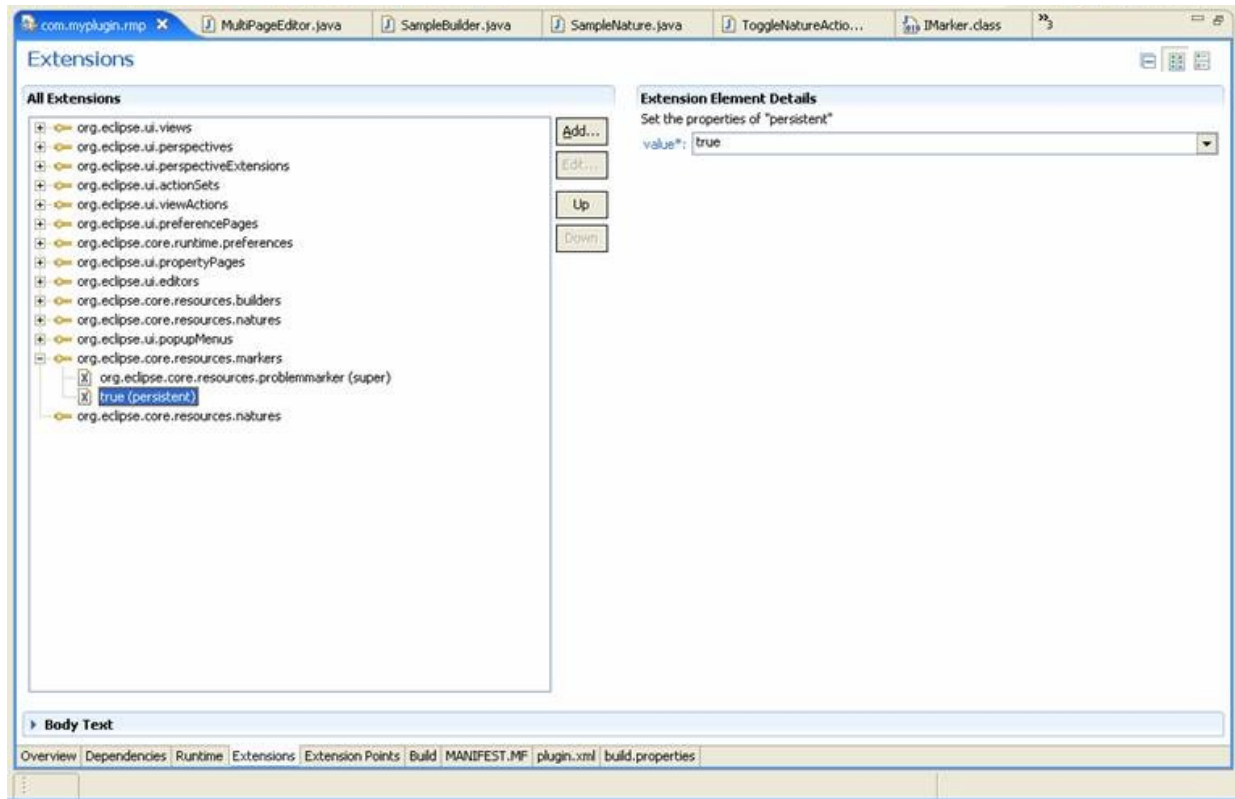 com.myplugin.rmp
MultiPageEditor.java
SampleBuilder.java
SampleNature.java
ToggleNatureActio...
IMarker.class
»3
Extensions
All Extensions
org.eclipse.ui.views
org.eclipse.ui.perspectives
org.eclipse.ui.perspectiveExtensions
org.eclipse.ui.actionSets
org.eclipse.ui.viewActions
org.eclipse.ui.preferencePages
org.eclipse.core.runtime.preferences
org.eclipse.ui.propertyPages
org.eclipse.ui.editors
org.eclipse.core.resources.builders
org.eclipse.core.resources.natures
org.eclipse.ui.popupMenus
org.eclipse.core.resources.markers
org.eclipse.core.resources.problemmarker (super)
true (persistent)
org.eclipse.core.resources.natures
Add...
Edit...
Up
Down
Extension Element Details
Set the properties of "persistent"
value*: true
Body Text
Overview Dependencies Runtime Extensions Extension Points Build MANIFEST.MF plugin.xml build.properties